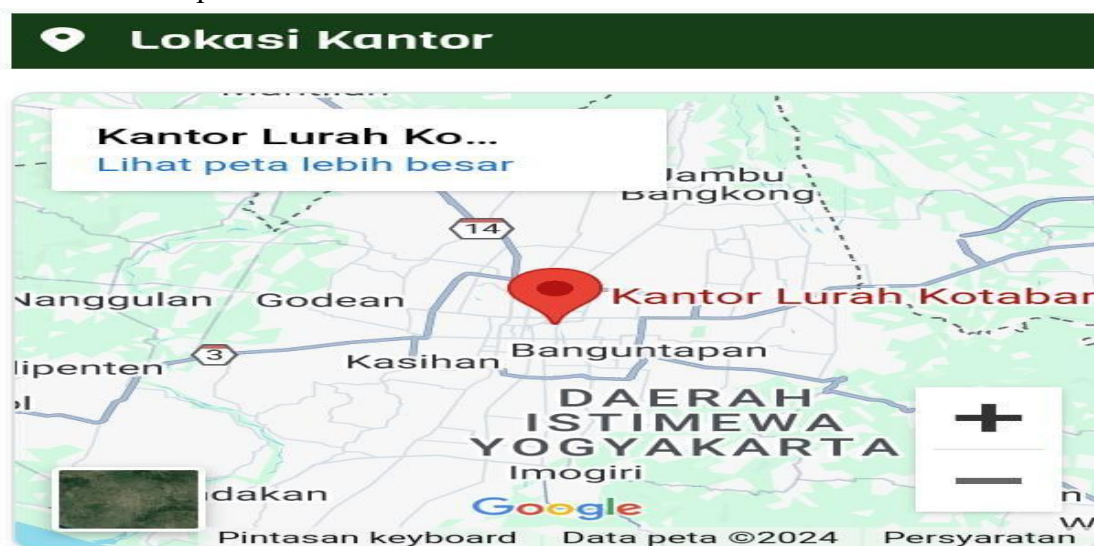 Lokasi Kantor
Kantor Lurah Ko...
Lihat peta lebih besar
Jambu
Bangkong
14
Nanggulan
Godean
Kantor Lurah Kotabar
3
lipenten
Kasihan
Banguntapan
DAERAH
ISTIMEWA
YOGYAKARTA
Imogiri
dakan
Google
Pintasan keyboard
Data peta ©2024
Persyaratan